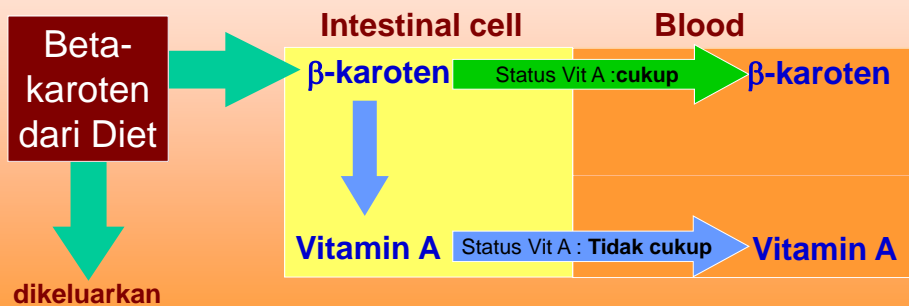 Intestinal cell
Blood
Beta-
karoten
dari Diet
β-karoten
Status Vit A :cukup
β-karoten
Vitamin A
Status Vit A : Tidak cukup
Vitamin A
dikeluarkan